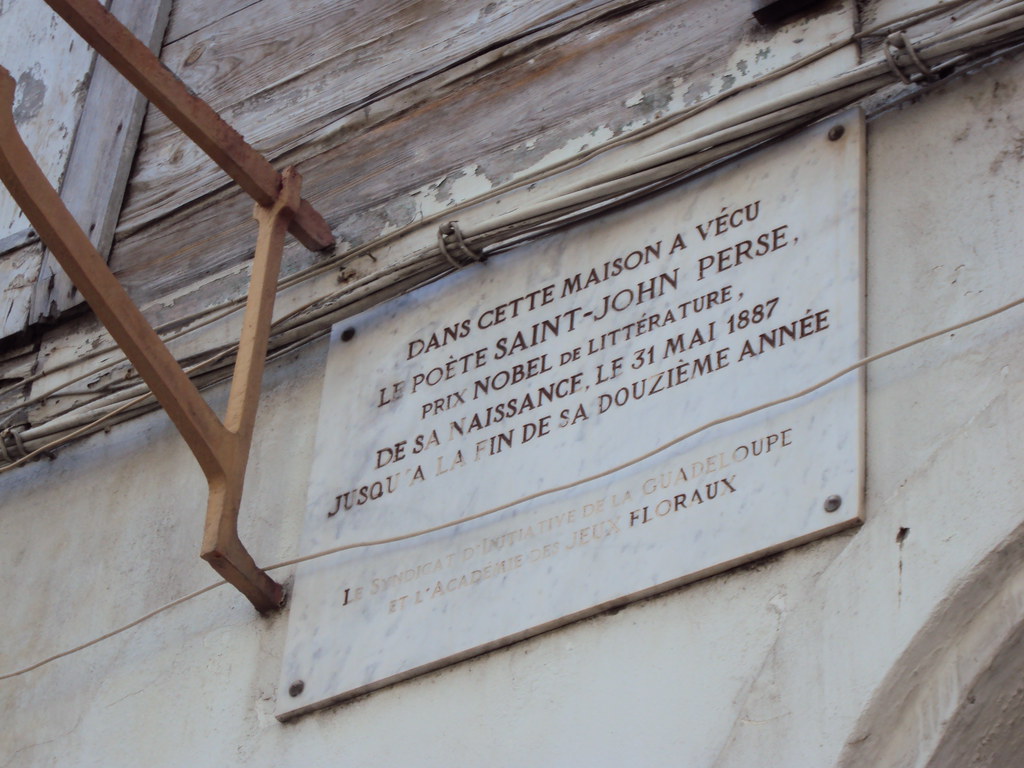 DANS CETTE MAISON A VÉCU
LE POÈTE SAINT-JOHN PERSE,
PRIX NOBEL DE LITTÉRATURE,
DE SA NAISSANCE, LE 31 MAI 1887
JUSQU'A LA FIN DE SA DOUZIÈME ANNÉE
LE SYNDICAT D'INITIATIVE DE LA GUADELOUPE
ET L'ACADEMIE DES JEUX FLORAUX